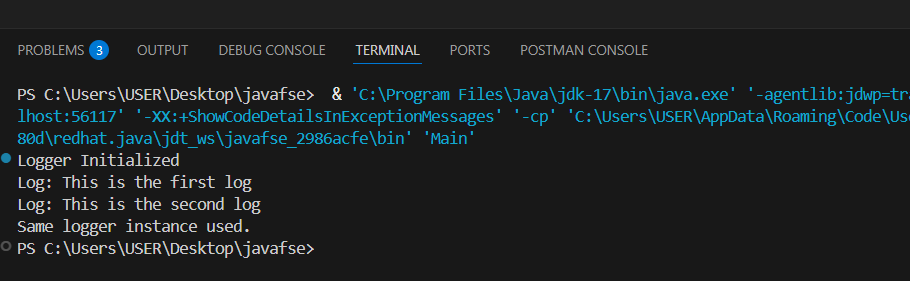 PROBLEMS 3 OUTPUT DEBUG CONSOLE TERMINAL PORTS POSTMAN CONSOLE
PS C:\Users\USER\Desktop\javafse>  & 'C:\Program Files\Java\jdk-17\bin\java.exe' '-agentlib:jdwp=tra
lhost:56117' '-XX:+ShowCodeDetailsInExceptionMessages' '-cp' 'C:\Users\USER\AppData\Roaming\Code\Use
80d\redhat.java\jdt_ws\javafse_2986acfe\bin' 'Main'
Logger Initialized
Log: This is the first log
Log: This is the second log
Same logger instance used.
PS C:\Users\USER\Desktop\javafse>